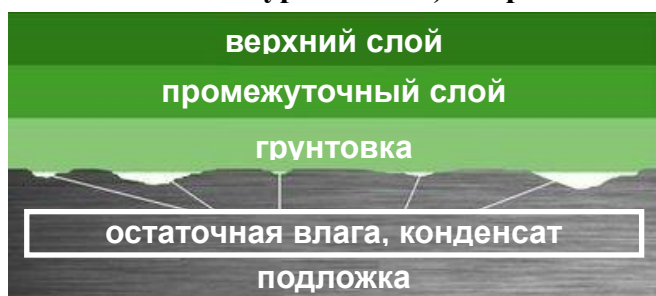 верхний слой
промежуточный слой
грунтовка
остаточная влага, конденсат
подложка